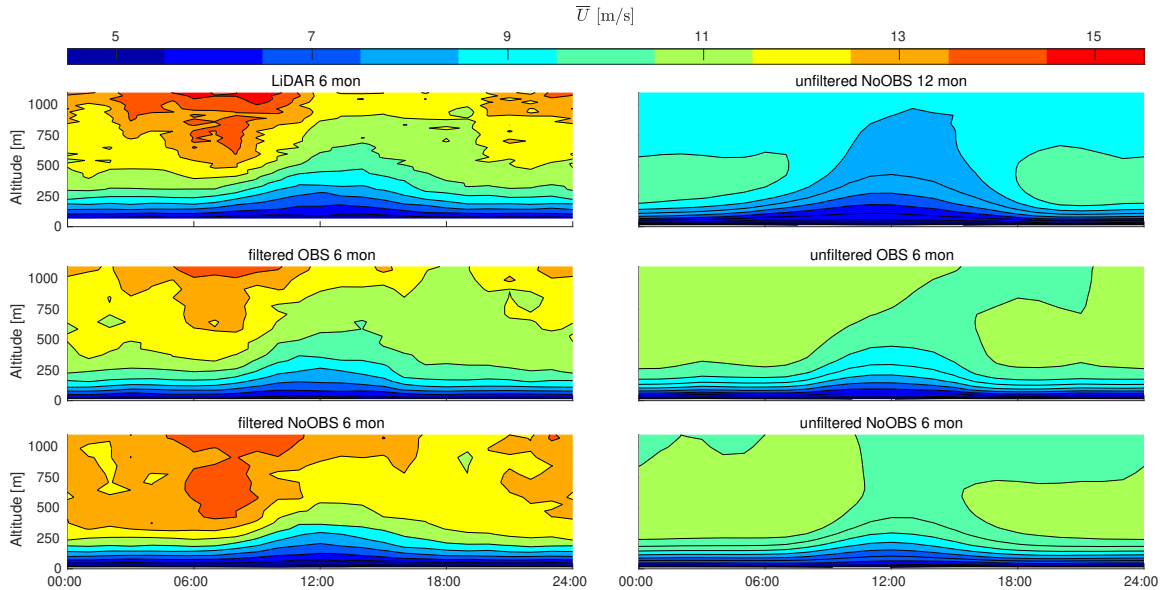 U [m/s]
5 7 9 11 13 15
LiDAR 6 mon
unfiltered NoOBS 12 mon
Altitude [m]
1000
750
500
250
0
filtered OBS 6 mon
unfiltered OBS 6 mon
Altitude [m]
1000
750
500
250
0
filtered NoOBS 6 mon
unfiltered NoOBS 6 mon
Altitude [m]
1000
750
500
250
0
00:00 06:00 12:00 18:00 24:00
00:00 06:00 12:00 18:00 24:00